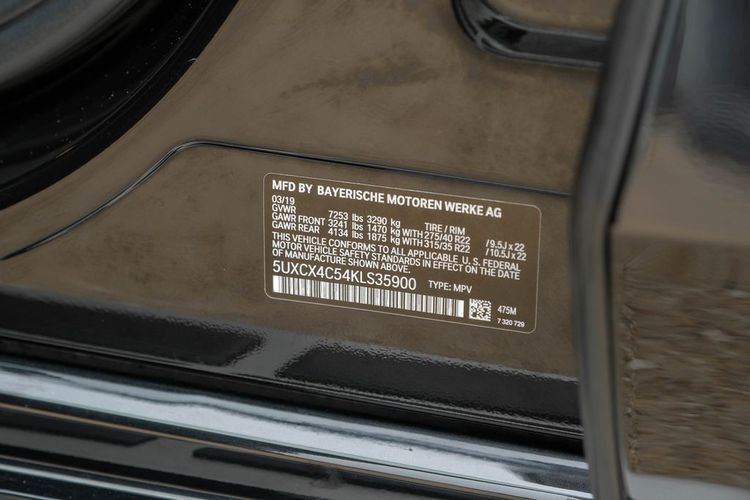 MFD BY BAYERISCHE MOTOREN WERKE AG
03/19
GVWR 7253 lbs 3290 kg TIRE / RIM
GAWR FRONT 3241 lbs 1470 kg WITH 275/40 R22 /9.5J x 22
GAWR REAR 4134 lbs 1875 kg WITH 315/35 R22 /10.5J x 22
THIS VEHICLE CONFORMS TO ALL APPLICABLE U. S. FEDERAL
MOTOR VEHICLE SAFETY STANDARDS IN EFFECT ON THE DATE
OF MANUFACTURE SHOWN ABOVE.
5UXCX4C54KLS35900 TYPE: MPV
475M
7 320 729